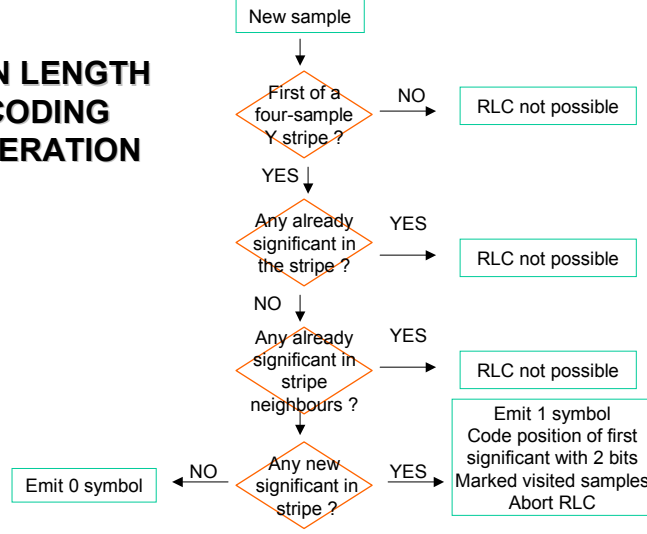 New sample
N LENGTH
CODING
ERATION
First of a
four-sample
Y stripe ?
NO
RLC not possible
YES
Any already
significant in
the stripe ?
YES
RLC not possible
NO
Any already
significant in
stripe
neighbours ?
YES
RLC not possible
Any new
significant in
stripe ?
NO
Emit 0 symbol
YES
Emit 1 symbol
Code position of first
significant with 2 bits
Marked visited samples
Abort RLC